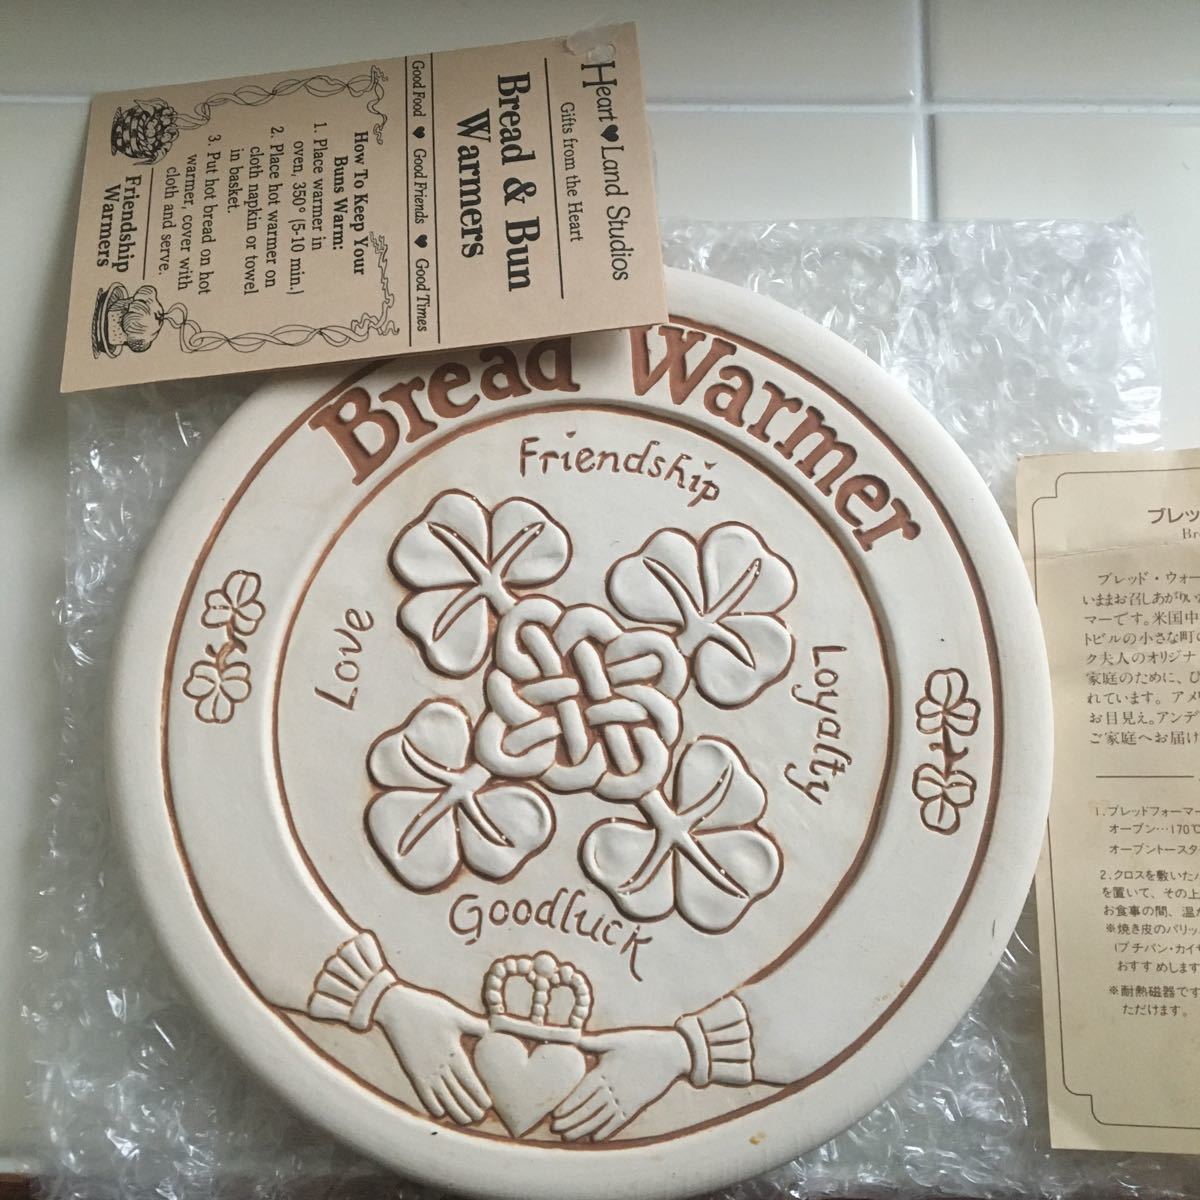 Heart♥Land Studios
Gifts from the Heart
Bread & Bun
Warmers
Good Food ♥ Good Friends ♥ Good Times
How To Keep Your
Buns Warm:
1. Place warmer in
oven, 350° (5-10 min.)
2. Place hot warmer on
cloth napkin or towel
in basket.
3. Put hot bread on hot
warmer, cover with
cloth and serve.
Friendship
Warmers
Bread Warmer
Friendship
Loyalty
Goodluck
Love
ブレッ
Bre
ブレッド・ウォー
いままお召しあがりい
マーです。米国中
トビルの小さな町
ク夫人のオリジナ
家庭のために、ひ
れています。アメ
お目見え。アンデ
ご家庭へお届け
1.ブレッドフォーマー
オーブン…170℃
オーブントースタ
2.クロスを敷いた
を置いて、その上
お食事の間、温
※焼き皮のパリッ
(プチパン・カイザ
おすすめします
※耐熱磁器です
ただけます。